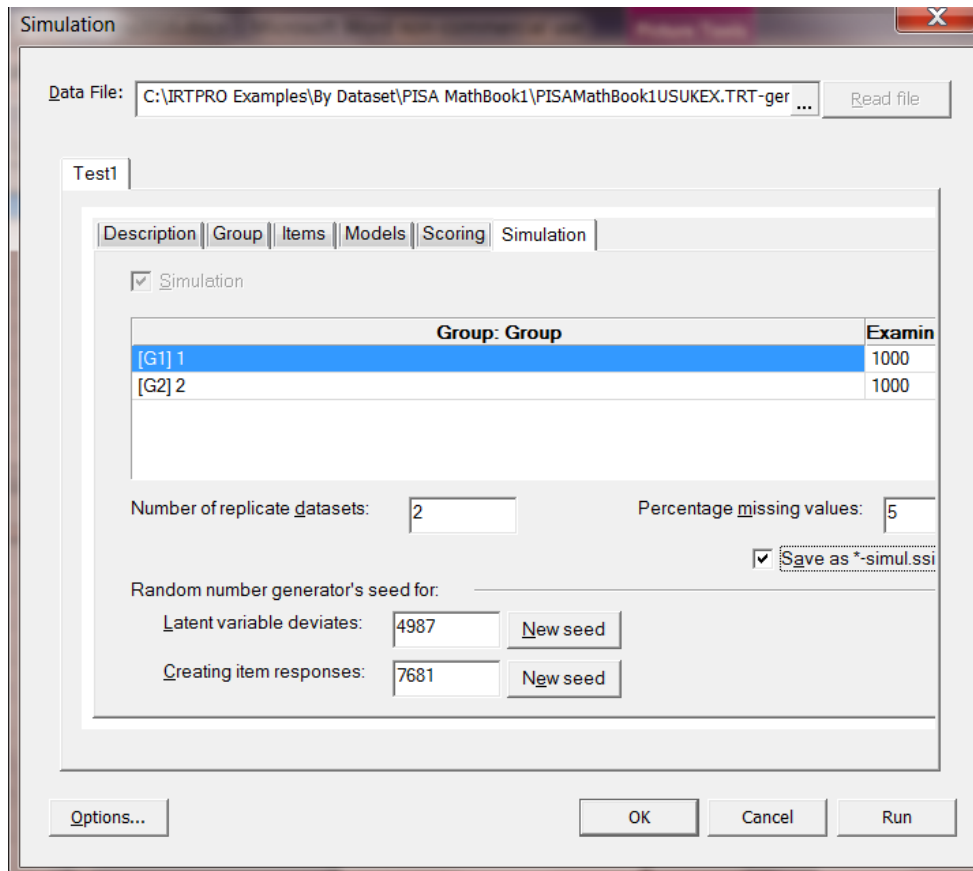 Simulation
X
Data File: C:\IRTPRO Examples\By Dataset\PISA MathBook1\PISAMathBook1USUKEX.TRT-ger ... Read file
Test1
Description Group Items Models Scoring Simulation
Simulation
Group: Group Examin
[G1] 1 1000
[G2] 2 1000
Number of replicate datasets: 2 Percentage missing values: 5
Save as *-simul.ssi
Random number generator's seed for:
Latent variable deviates: 4987 New seed
Creating item responses: 7681 New seed
Options... OK Cancel Run